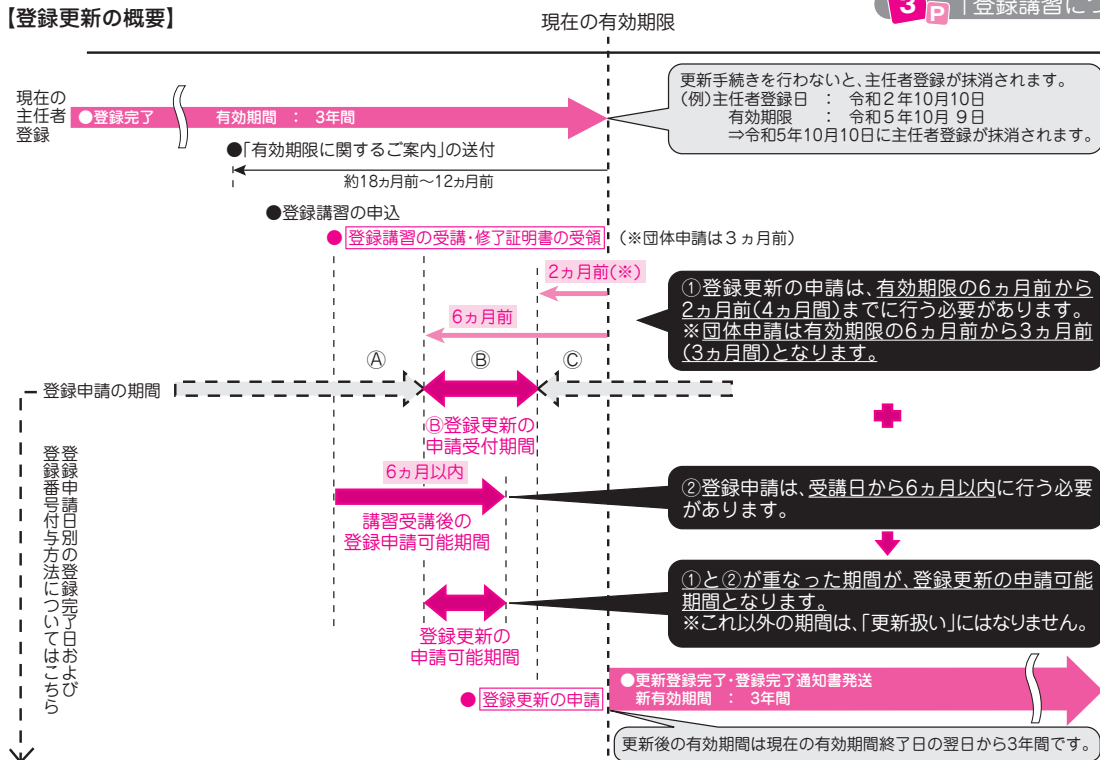 【登録更新の概要】
3 P 「登録講習につ
現在の有効期限
現在の
主任者
登録
●登録完了 有効期間 ： 3年間
更新手続きを行わないと、主任者登録が抹消されます。
(例)主任者登録日 ： 令和２年10月10日
有効期限 ： 令和５年10月 9日
⇒令和5年10月10日に主任者登録が抹消されます。
●「有効期限に関するご案内」の送付
約18ヵ月前～12ヵ月前
●登録講習の申込
●登録講習の受講・修了証明書の受領
(※団体申請は３ヵ月前)
2ヵ月前(※)
6ヵ月前
①登録更新の申請は、有効期限の6ヵ月前から
2ヵ月前(4ヵ月間)までに行う必要があります。
※団体申請は有効期限の6ヵ月前から3ヵ月前
(3ヵ月間)となります。
Ⓐ Ⓑ Ⓒ
登録申請の期間
Ⓑ登録更新の
申請受付期間
6ヵ月以内
講習受講後の
登録申請可能期間
②登録申請は、受講日から6ヵ月以内に行う必要
があります。
①と②が重なった期間が、登録更新の申請可能
期間となります。
※これ以外の期間は、「更新扱い」にはなりません。
登録更新の
申請可能期間
登録申請日別の登録完了日および
登録番号付与方法についてはこちら
●登録更新の申請
●更新登録完了・登録完了通知書発送
新有効期間 ： 3年間
更新後の有効期間は現在の有効期間終了日の翌日から3年間です。